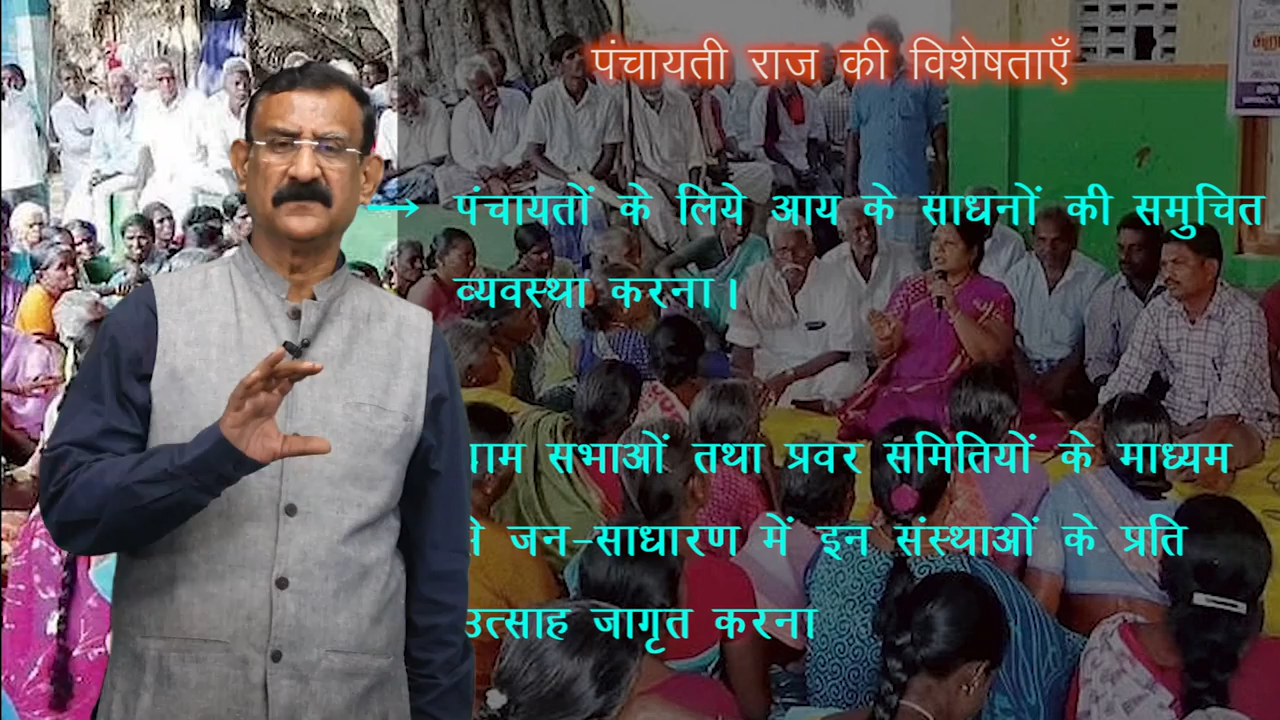 पंचायती राज की विशेषताएँ
→ पंचायतों के लिये आय के साधनों की समुचित
व्यवस्था करना।
सभाओं तथा प्रवर समितियों के माध्यम
जन-साधारण में इन संस्थाओं के प्रति
उत्साह जागृत करना